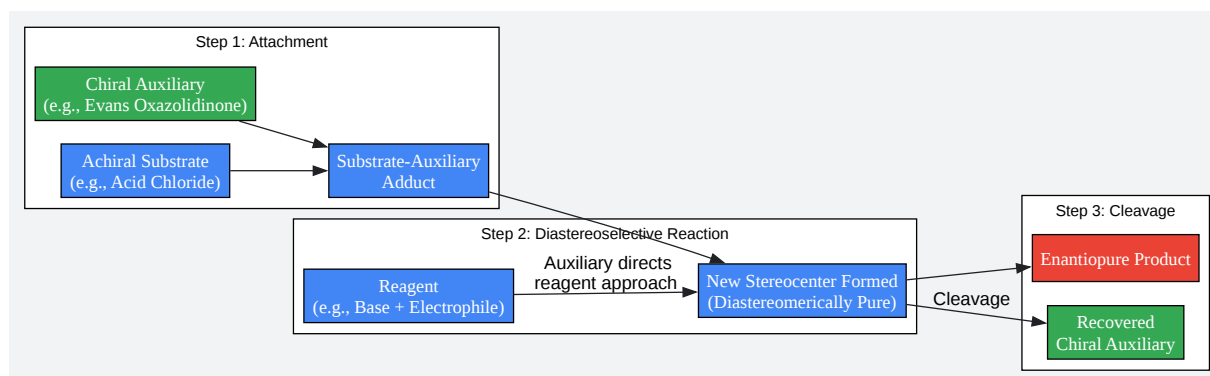 Step 1: Attachment
Chiral Auxiliary
(e.g., Evans Oxazolidinone)
Achiral Substrate
(e.g., Acid Chloride)
Substrate-Auxiliary
Adduct
Step 2: Diastereoselective Reaction
Reagent
(e.g., Base + Electrophile)
Auxiliary directs
reagent approach
New Stereocenter Formed
(Diastereomerically Pure)
Cleavage
Step 3: Cleavage
Enantiopure Product
Recovered
Chiral Auxiliary